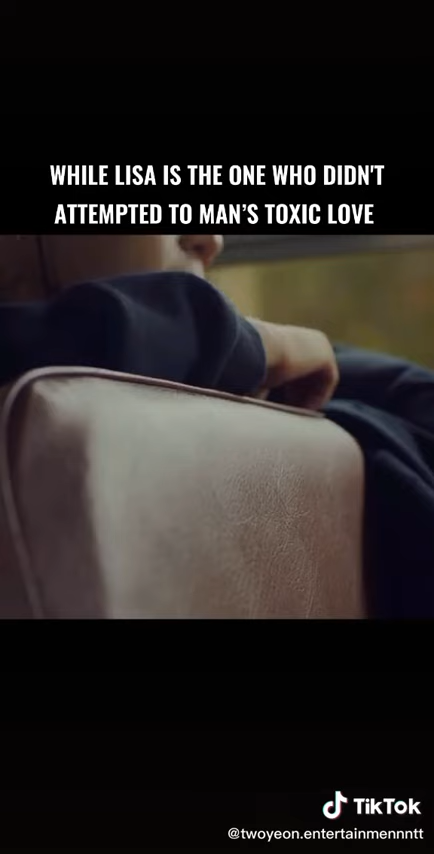 WHILE LISA IS THE ONE WHO DIDN'T
ATTEMPTED TO MAN’S TOXIC LOVE
TikTok
@twoyeon.entertainmennntt